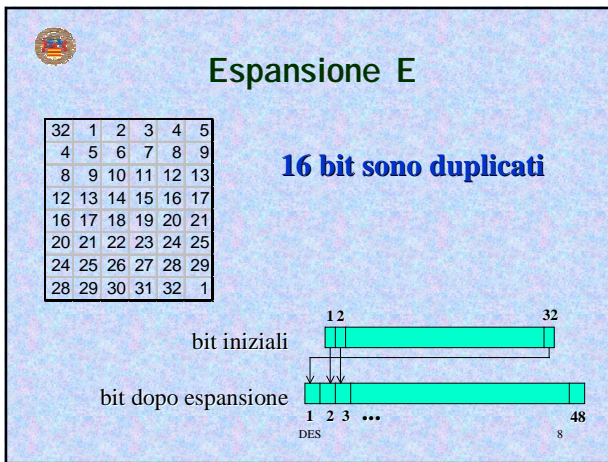 Espansione E
32 1 2 3 4 5
4 5 6 7 8 9
8 9 10 11 12 13
12 13 14 15 16 17
16 17 18 19 20 21
20 21 22 23 24 25
24 25 26 27 28 29
28 29 30 31 32 1
16 bit sono duplicati
1 2 32
bit iniziali
bit dopo espansione
1 2 3 ... 48
DES 8